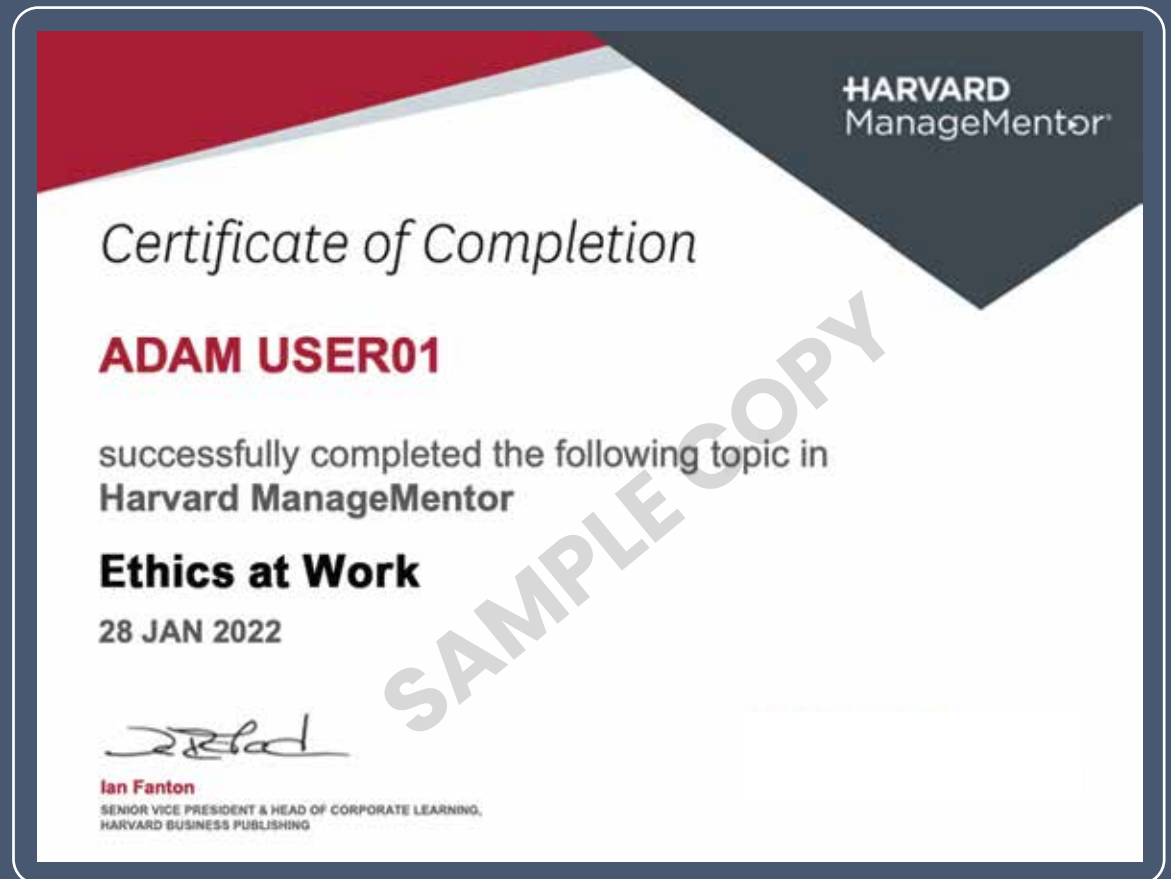 HARVARD
ManageMentor
Certificate of Completion
ADAM USER01
successfully completed the following topic in
Harvard ManageMentor
Ethics at Work
28 JAN 2022
SAMPLE COPY
Ian Fanton
SENIOR VICE PRESIDENT & HEAD OF CORPORATE LEARNING,
HARVARD BUSINESS PUBLISHING